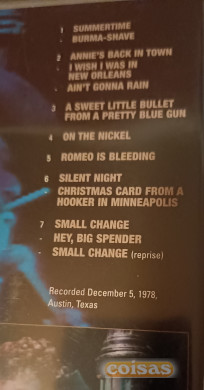 1 SUMMERTIME
- BURMA-SHAVE
2 ANNIE'S BACK IN TOWN
- I WISH I WAS IN
NEW ORLEANS
- AIN'T GONNA RAIN
3 A SWEET LITTLE BULLET
FROM A PRETTY BLUE GUN
4 ON THE NICKEL
5 ROMEO IS BLEEDING
6 SILENT NIGHT
- CHRISTMAS CARD FROM A
HOOKER IN MINNEAPOLIS
7 SMALL CHANGE
- HEY, BIG SPENDER
- SMALL CHANGE (reprise)
Recorded December 5, 1978,
Austin, Texas
coisas